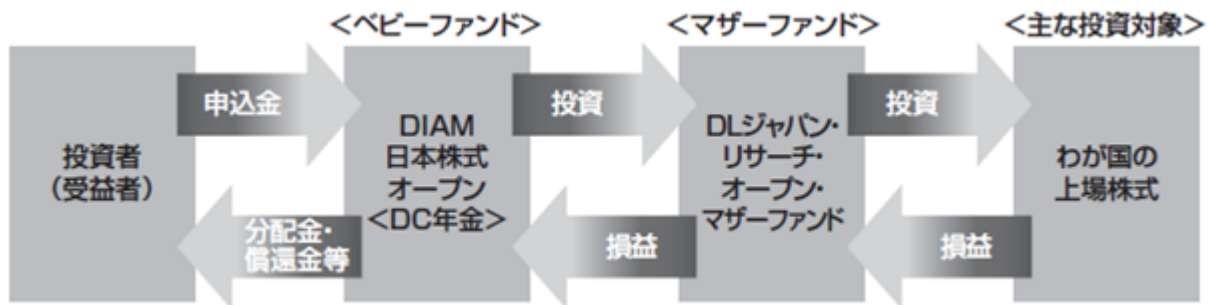 <ベビーファンド>
<マザーファンド>
<主な投資対象>
申込金
投資
投資
投資者
(受益者)
DIAM
日本株式
オープン
<DC年金>
DLジャパン・
リサーチ・
オープン・
マザーファンド
わが国の
上場株式
分配金・
償還金等
損益
損益